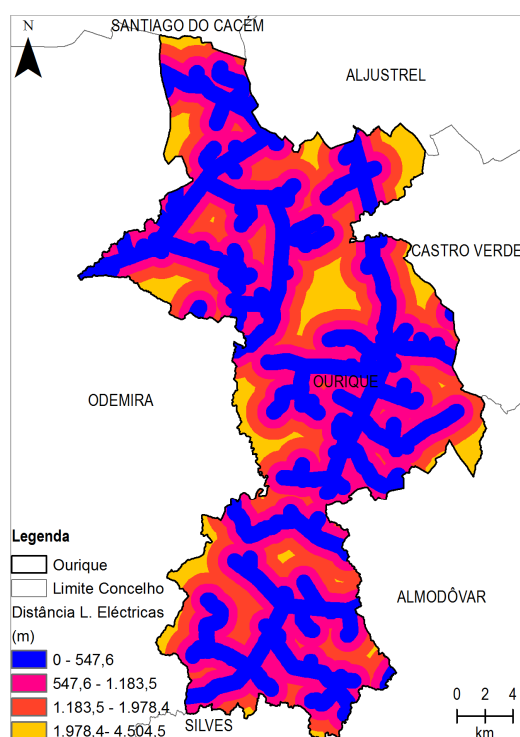 SANTIAGO DO CACÉM
N
ALJUSTREL
CASTRO VERDE
OURIQUE
ODEMIRA
Legenda
Ourique
Limite Concelho
Distância L. Eléctricas
(m)
0 - 547,6
547,6 - 1.183,5
1.183,5 - 1.978,4
1.978,4- 4.504,5
ALMODÔVAR
SILVES
0 2 4
km